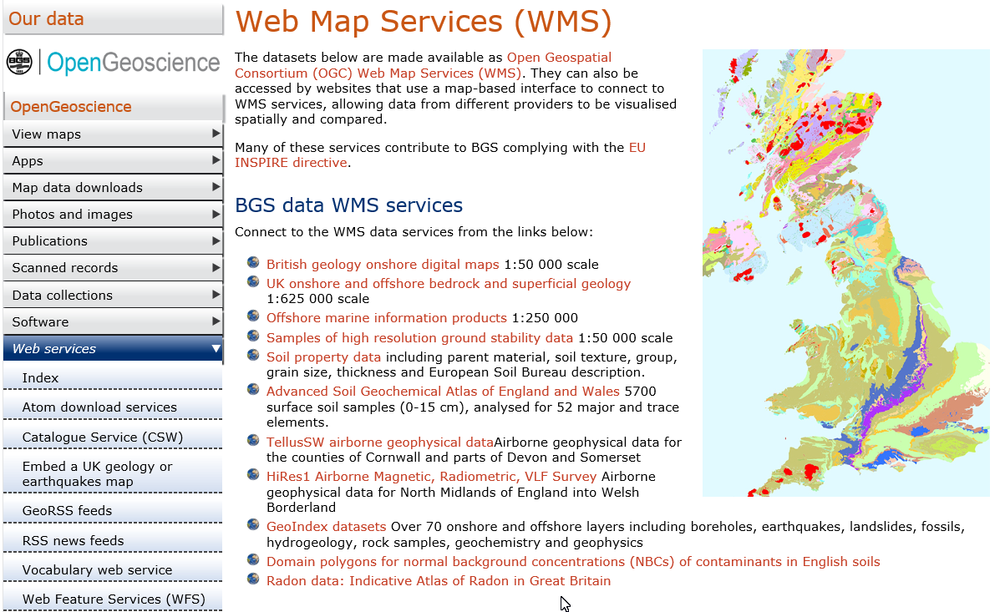 Our data
BGS
OpenGeoscience
OpenGeoscience
View maps
Apps
Map data downloads
Photos and images
Publications
Scanned records
Data collections
Software
Web services
Index
Atom download services
Catalogue Service (CSW)
Embed a UK geology or
earthquakes map
GeoRSS feeds
RSS news feeds
Vocabulary web service
Web Feature Services (WFS)
Web Map Services (WMS)
The datasets below are made available as Open Geospatial
Consortium (OGC) Web Map Services (WMS). They can also be
accessed by websites that use a map-based interface to connect to
WMS services, allowing data from different providers to be visualised
spatially and compared.
Many of these services contribute to BGS complying with the EU
INSPIRE directive.
BGS data WMS services
Connect to the WMS data services from the links below:
British geology onshore digital maps 1:50 000 scale
UK onshore and offshore bedrock and superficial geology
1:625 000 scale
Offshore marine information products 1:250 000
Samples of high resolution ground stability data 1:50 000 scale
Soil property data including parent material, soil texture, group,
grain size, thickness and European Soil Bureau description.
Advanced Soil Geochemical Atlas of England and Wales 5700
surface soil samples (0-15 cm), analysed for 52 major and trace
elements.
TellusSW airborne geophysical dataAirborne geophysical data for
the counties of Cornwall and parts of Devon and Somerset
HiRes1 Airborne Magnetic, Radiometric, VLF Survey Airborne
geophysical data for North Midlands of England into Welsh
Borderland
GeoIndex datasets Over 70 onshore and offshore layers including boreholes, earthquakes, landslides, fossils,
hydrogeology, rock samples, geochemistry and geophysics
Domain polygons for normal background concentrations (NBCs) of contaminants in English soils
Radon data: Indicative Atlas of Radon in Great Britain